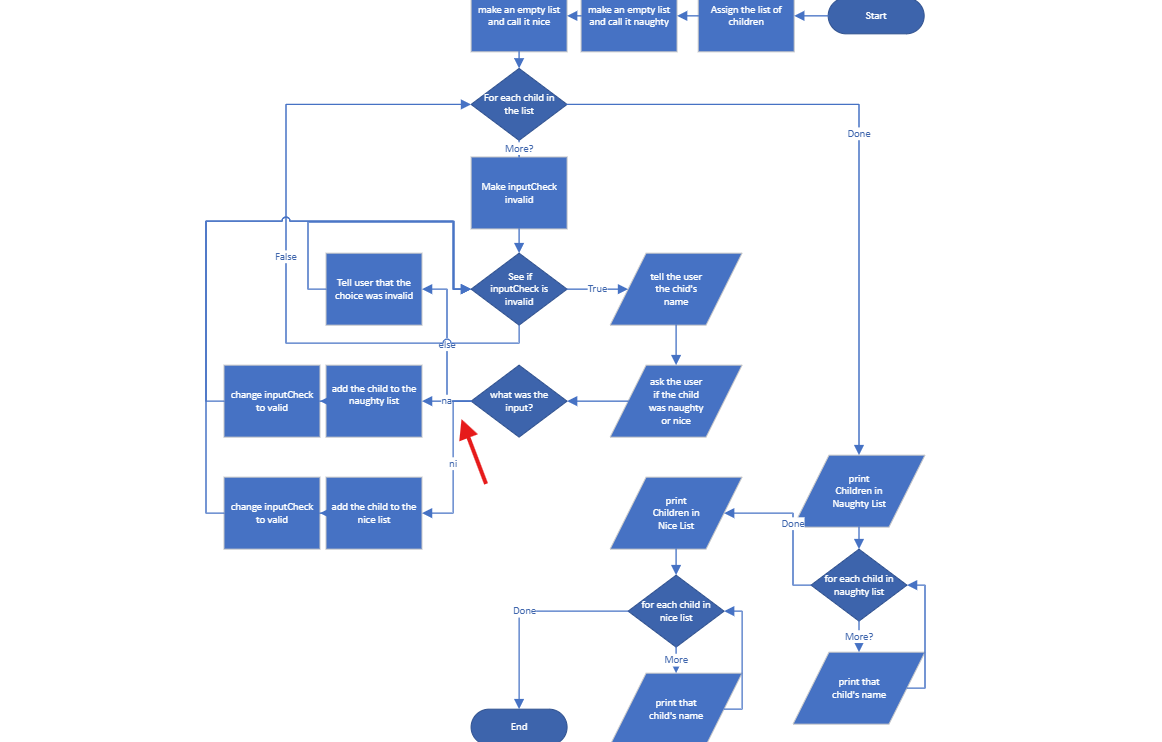 make an empty list
and call it nice
make an empty list
and call it naughty
Assign the list of
children
Start
For each child in
the list
Done
More?
Make inputCheck
invalid
False
Tell user that the
choice was invalid
See if
inputCheck is
invalid
True
tell the user
the chid's
name
else
change inputCheck
to valid
add the child to the
naughty list
na
what was the
input?
ask the user
if the child
was naughty
or nice
ni
change inputCheck
to valid
add the child to the
nice list
print
Children in
Nice List
Done
print
Children in
Naughty List
for each child in
naughty list
Done
for each child in
nice list
More?
More
print that
child's name
print that
child's name
End